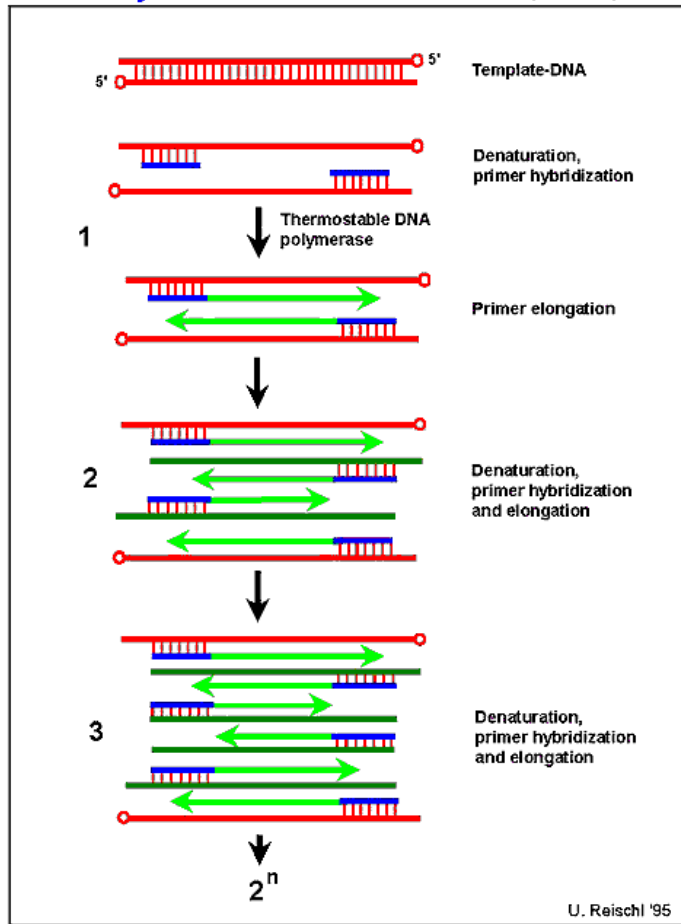 5'
Template-DNA
5'
Denaturation,
primer hybridization
1
Thermostable DNA
polymerase
Primer elongation
2
Denaturation,
primer hybridization
and elongation
3
Denaturation,
primer hybridization
and elongation
2ⁿ
U. Reischl '95